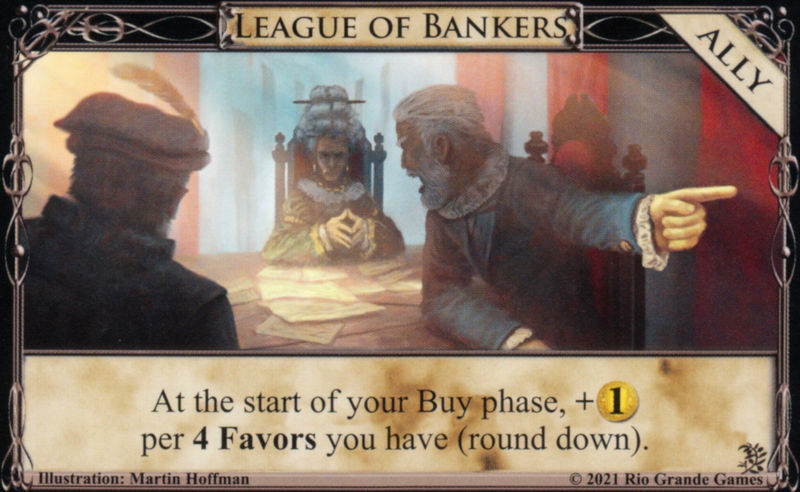 LEAGUE OF BANKERS
ALLY
At the start of your Buy phase, +1
per 4 Favors you have (round down).
Illustration: Martin Hoffman
© 2021 Rio Grande Games